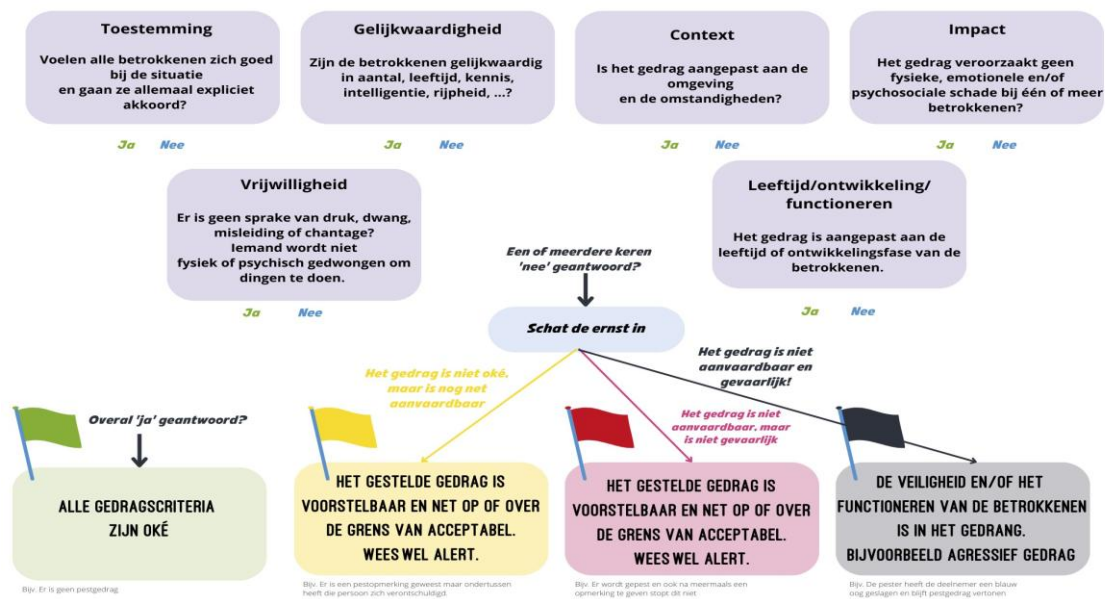 Toestemming
Voelen alle betrokkenen zich goed
bij de situatie
en gaan ze allemaal expliciet
akkoord?
Ja Nee
Gelijkwaardigheid
Zijn de betrokkenen gelijkwaardig
in aantal, leeftijd, kennis,
intelligentie, rijpheid, ...?
Ja Nee
Context
Is het gedrag aangepast aan de
omgeving
en de omstandigheden?
Ja Nee
Impact
Het gedrag veroorzaakt geen
fysieke, emotionele en/of
psychosociale schade bij één of meer
betrokkenen?
Ja Nee
Vrijwilligheid
Er is geen sprake van druk, dwang,
misleiding of chantage?
Iemand wordt niet
fysiek of psychisch gedwongen om
dingen te doen.
Ja Nee
Leeftijd/ontwikkeling/
functioneren
Het gedrag is aangepast aan de
leeftijd of ontwikkelingsfase van de
betrokkenen.
Ja Nee
Een of meerdere keren
'nee' geantwoord?
Schat de ernst in
Overal 'ja' geantwoord?
Het gedrag is niet oké,
maar is nog net
aanvaardbaar
Het gedrag is niet
aanvaardbaar, maar
is niet gevaarlijk
Het gedrag is niet
aanvaardbaar en
gevaarlijk!
ALLE GEDRAGSCRITERIA
ZIJN OKÉ
Bijv. Er is geen pestgedrag
HET GESTELDE GEDRAG IS
VOORSTELBAAR EN NET OP OF OVER
DE GRENS VAN ACCEPTABEL.
WEES WEL ALERT.
Bijv. Er is een pestopmerking geweest maar ondertussen
heeft die persoon zich verontschuldigd.
HET GESTELDE GEDRAG IS
VOORSTELBAAR EN NET OP OF OVER
DE GRENS VAN ACCEPTABEL.
WEES WEL ALERT.
Bijv. Er wordt gepest en ook na meermaals een
opmerking te geven stopt dit niet
DE VEILIGHEID EN/OF HET
FUNCTIONEREN VAN DE BETROKKENEN
IS IN HET GEDRANG.
BIJVOORBEELD AGRESSIEF GEDRAG
Bijv. De pester heeft de deelnemer een blauw
oog geslagen en blijft pestgedrag vertonen